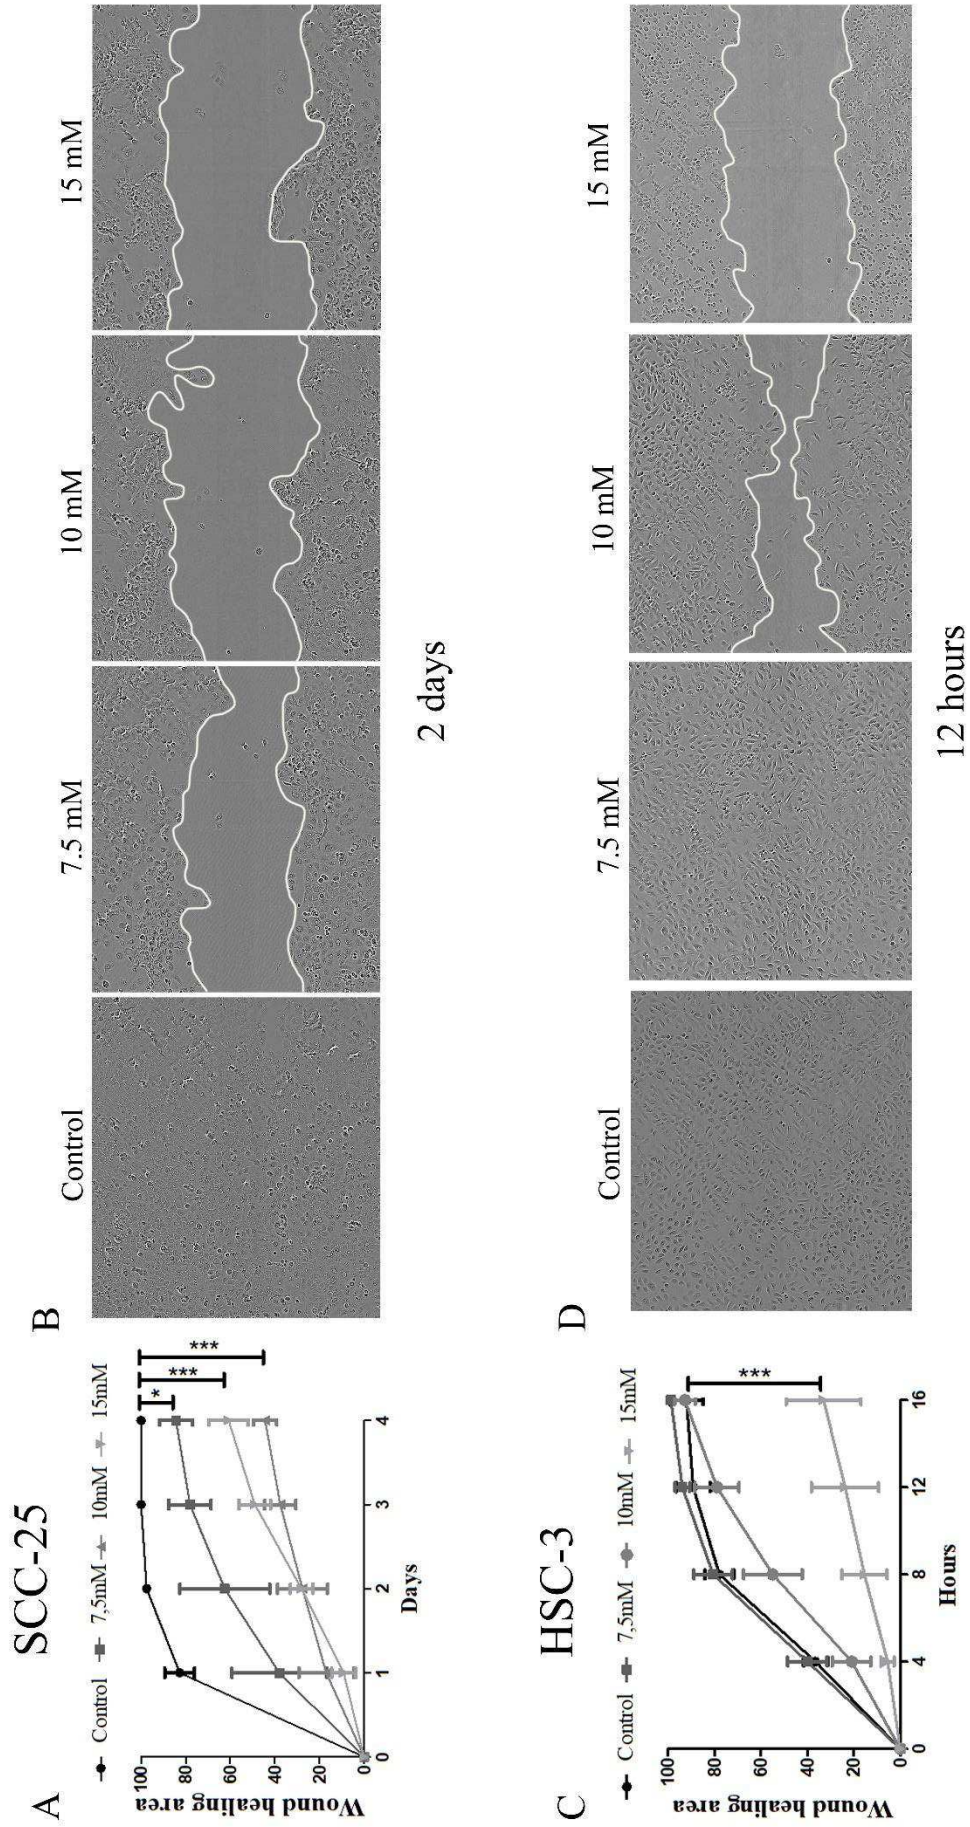 SCC-25
A
Control 7.5mM 10mM 15mM
Wound healing area
100
80
60
40
20
0
0 1 2 3 4
Days
*
***
***
B
Control 7.5 mM 10 mM 15 mM
2 days
HSC-3
C
Control 7,5mM 10mM 15mM
Wound healing area
100
80
60
40
20
0
0 4 8 12 16
Hours
***
D
Control 7.5 mM 10 mM 15 mM
12 hours